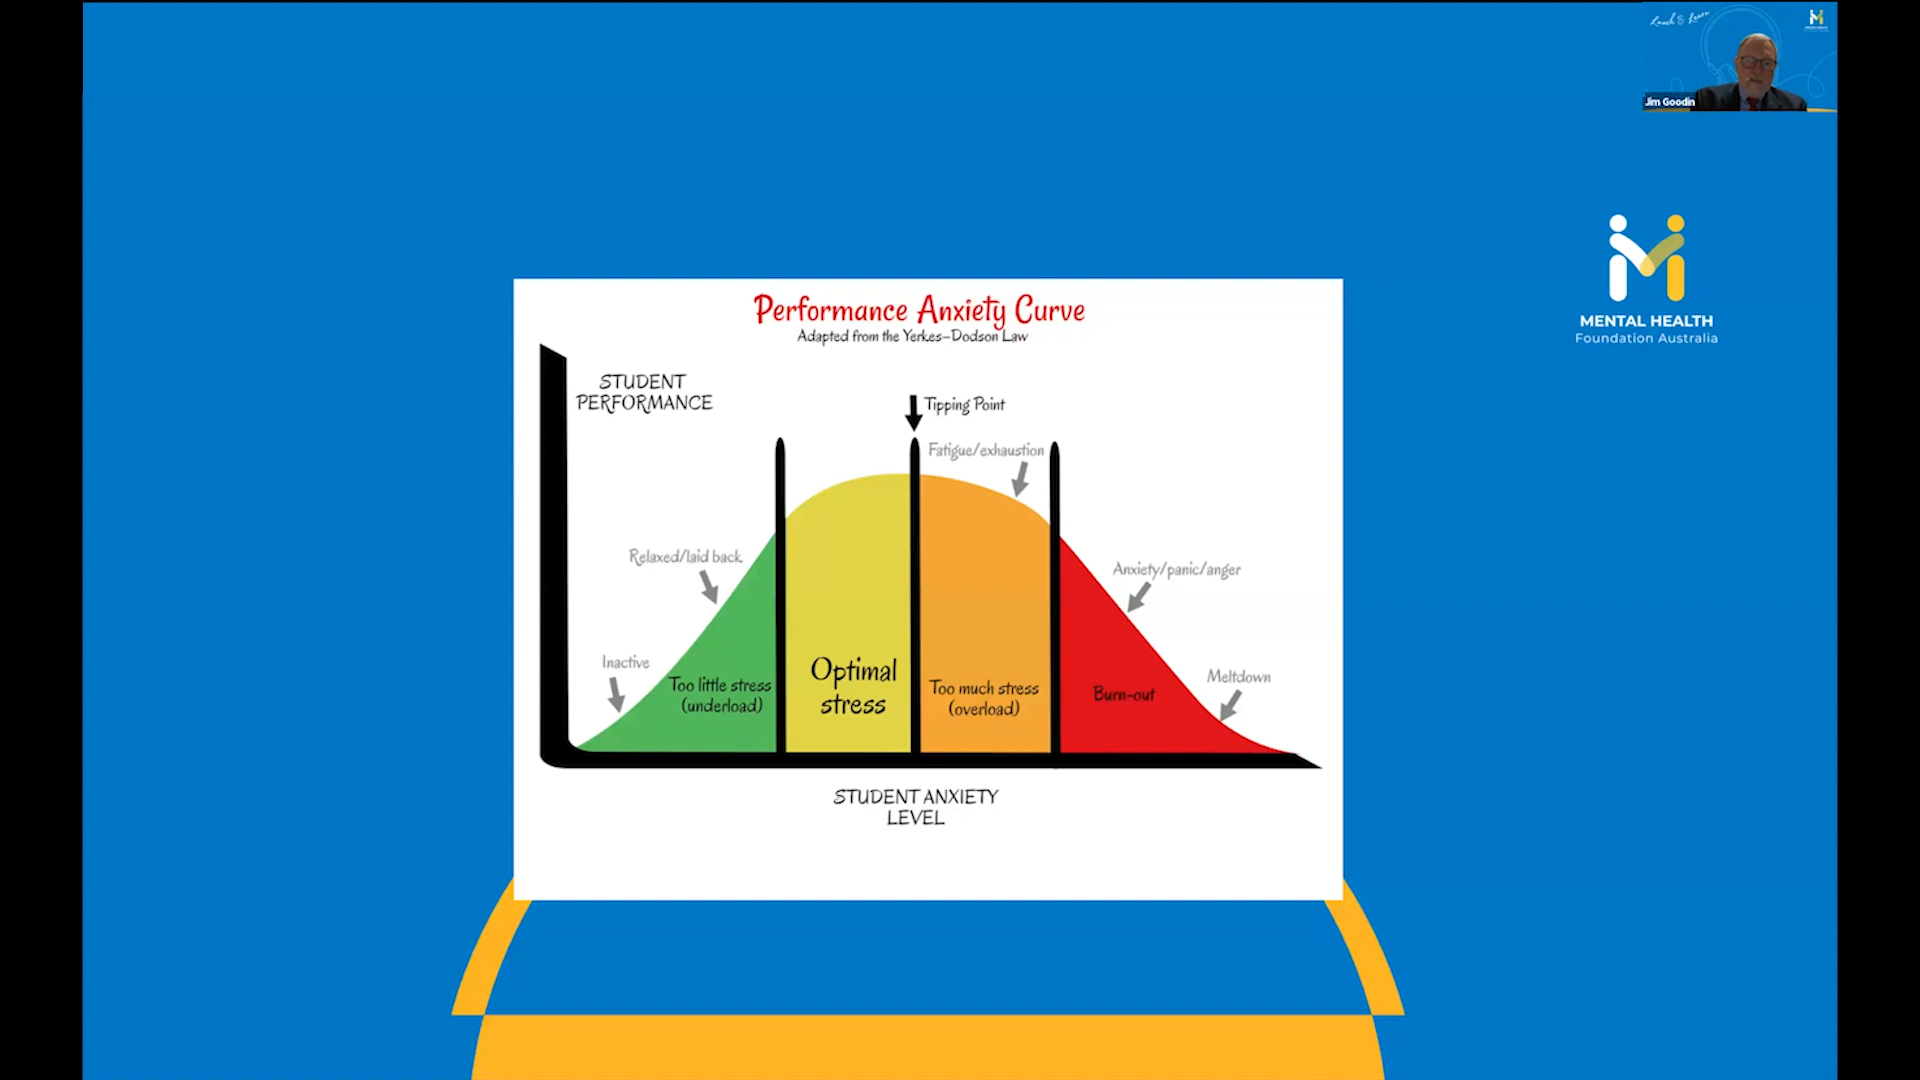 Lunch & Learn
Jim Goodin
MENTAL HEALTH
Foundation Australia
Performance Anxiety Curve
Adapted from the Yerkes-Dodson Law
STUDENT
PERFORMANCE
Tipping Point
Fatigue/exhaustion
Relaxed/laid back
Anxiety/panic/anger
Inactive
Meltdown
Too little stress
(underload)
Optimal
stress
Too much stress
(overload)
Burn-out
STUDENT ANXIETY
LEVEL